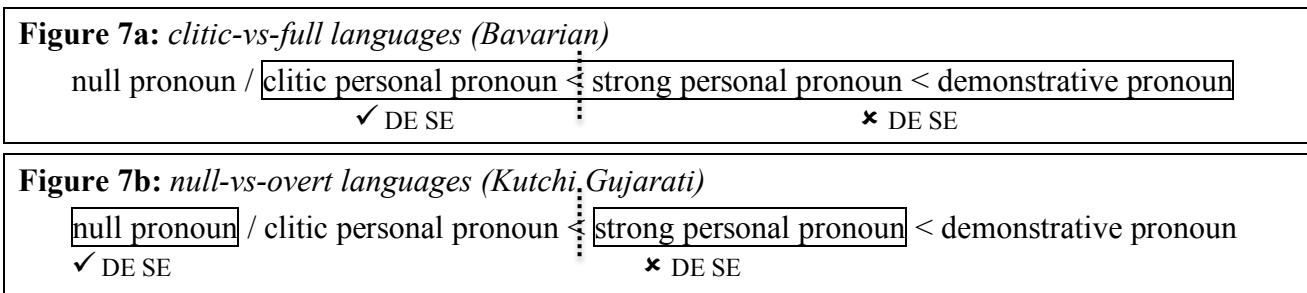 Figure 7a: clitic-vs-full languages (Bavarian)
null pronoun / clitic personal pronoun < strong personal pronoun < demonstrative pronoun
✓ DE SE ✖ DE SE
Figure 7b: null-vs-overt languages (Kutchi Gujarati)
null pronoun / clitic personal pronoun < strong personal pronoun < demonstrative pronoun
✓ DE SE ✖ DE SE